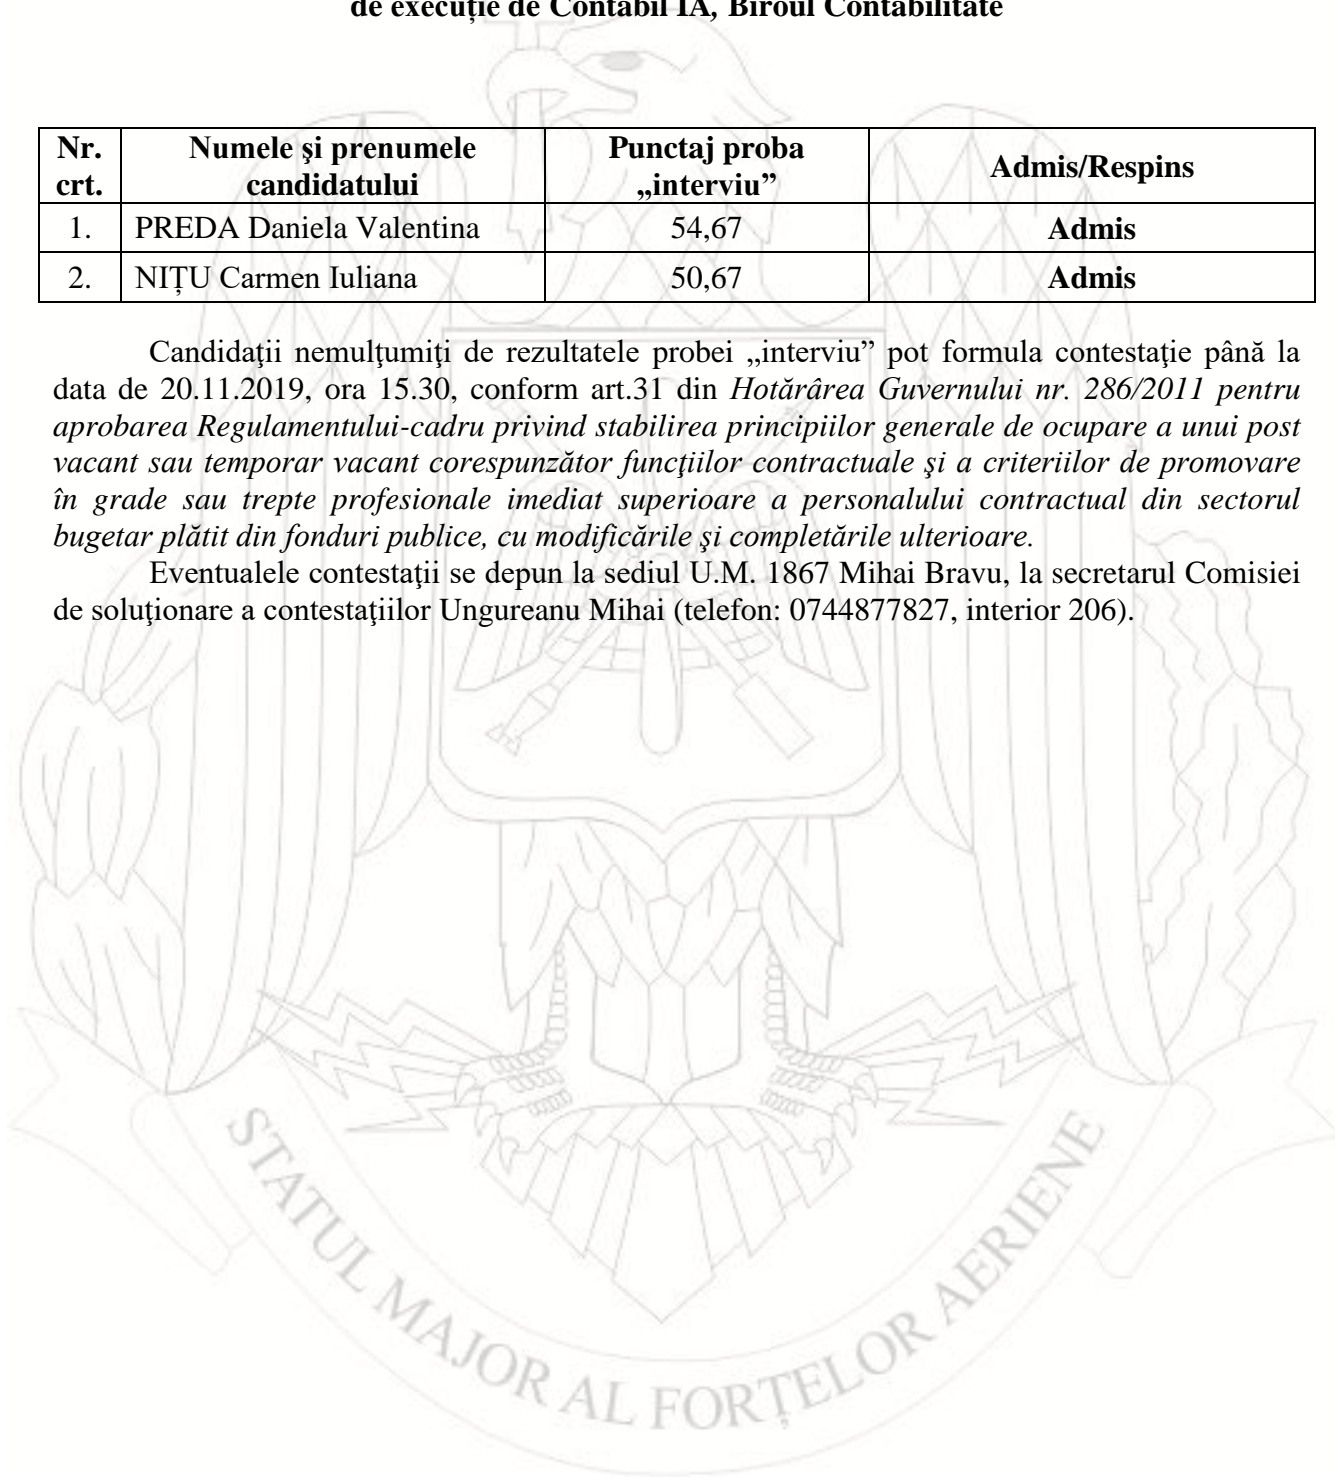 de execuție de Contabil IA, Biroul Contabilitate
Nr. crt. Numele şi prenumele candidatului Punctaj proba „interviu” Admis/Respins
1. PREDA Daniela Valentina 54,67 Admis
2. NIȚU Carmen Iuliana 50,67 Admis
Candidaţii nemulţumiţi de rezultatele probei „interviu” pot formula contestaţie până la
data de 20.11.2019, ora 15.30, conform art.31 din Hotărârea Guvernului nr. 286/2011 pentru
aprobarea Regulamentului-cadru privind stabilirea principiilor generale de ocupare a unui post
vacant sau temporar vacant corespunzător funcţiilor contractuale şi a criteriilor de promovare
în grade sau trepte profesionale imediat superioare a personalului contractual din sectorul
bugetar plătit din fonduri publice, cu modificările şi completările ulterioare.
Eventualele contestaţii se depun la sediul U.M. 1867 Mihai Bravu, la secretarul Comisiei
de soluţionare a contestaţiilor Ungureanu Mihai (telefon: 0744877827, interior 206).
STATUL MAJOR AL FORȚELOR AERIENE